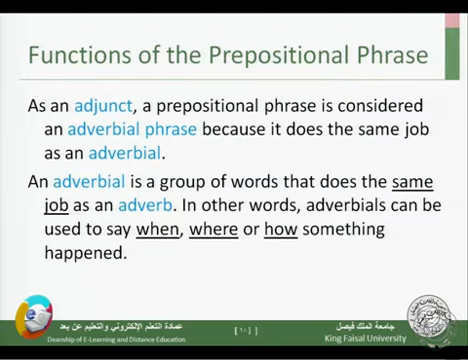 Functions of the Prepositional Phrase
As an adjunct, a prepositional phrase is considered
an adverbial phrase because it does the same job
as an adverbial.
An adverbial is a group of words that does the same
job as an adverb. In other words, adverbials can be
used to say when, where or how something
happened.
عمادة التعلم الإلكتروني والتعليم عن بعد
Deanship of E-Learning and Distance Education
[ ١٨ ]
جامعة الملك فيصل
King Faisal University